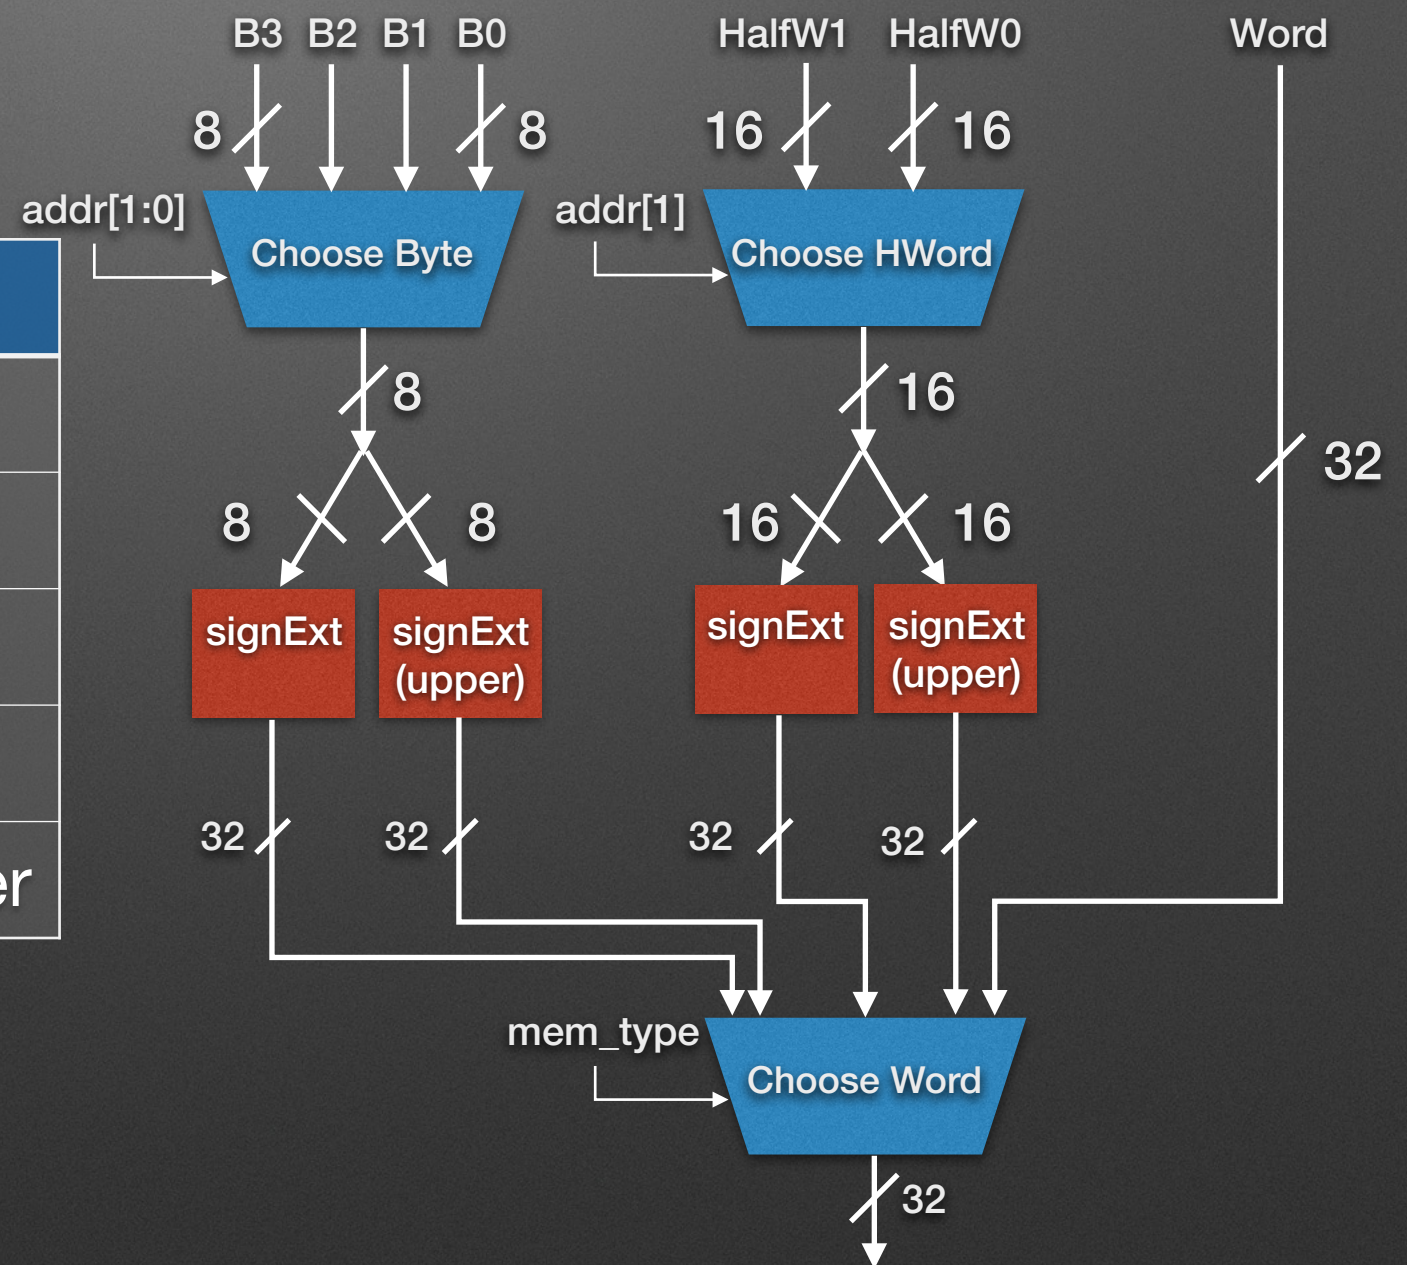 B3 B2 B1 B0 HalfW1 HalfW0 Word
8 8 16 16
addr[1:0] addr[1]
Choose Byte Choose HWord
8 16
32
8 8 16 16
signExt signExt (upper) signExt signExt (upper)
32 32 32 32
er
mem_type
Choose Word
32